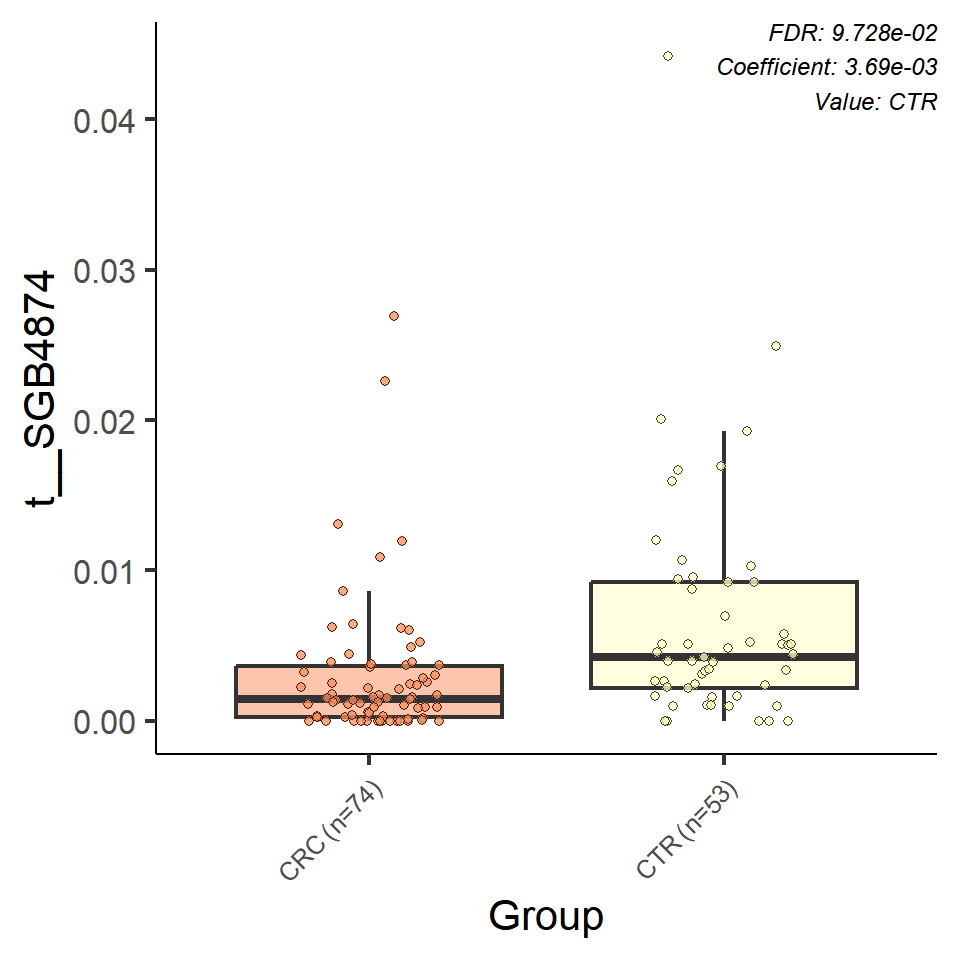 FDR: 9.728e-02
Coefficient: 3.69e-03
Value: CTR
t__SGB4874
0.04
0.03
0.02
0.01
0.00
CRC (n=74)
CTR (n=53)
Group